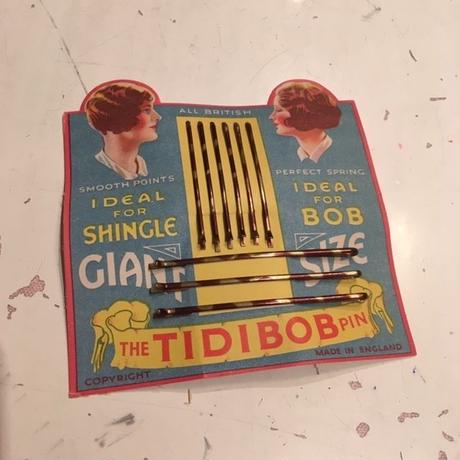 ALL BRITISH
SMOOTH POINTS
IDEAL
FOR
SHINGLE
PERFECT SPRING
IDEAL
FOR
BOB
GIANT SIZE
THE TIDIBOB PIN
COPYRIGHT
MADE IN ENGLAND